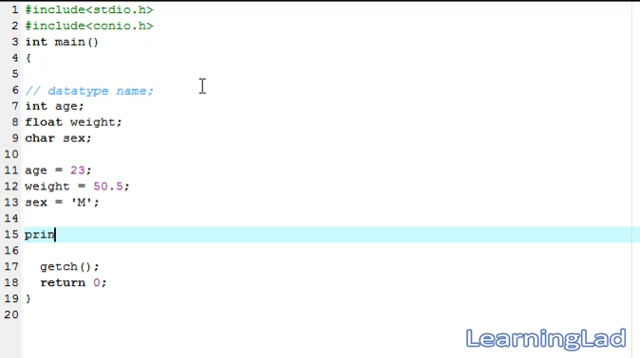 1 #include<stdio.h>
2 #include<conio.h>
3 int main()
4 {
5
6 // datatype name;
7 int age;
8 float weight;
9 char sex;
10
11 age = 23;
12 weight = 50.5;
13 sex = 'M';
14
15 prin
16
17 getch();
18 return 0;
19 }
20
LearningLad